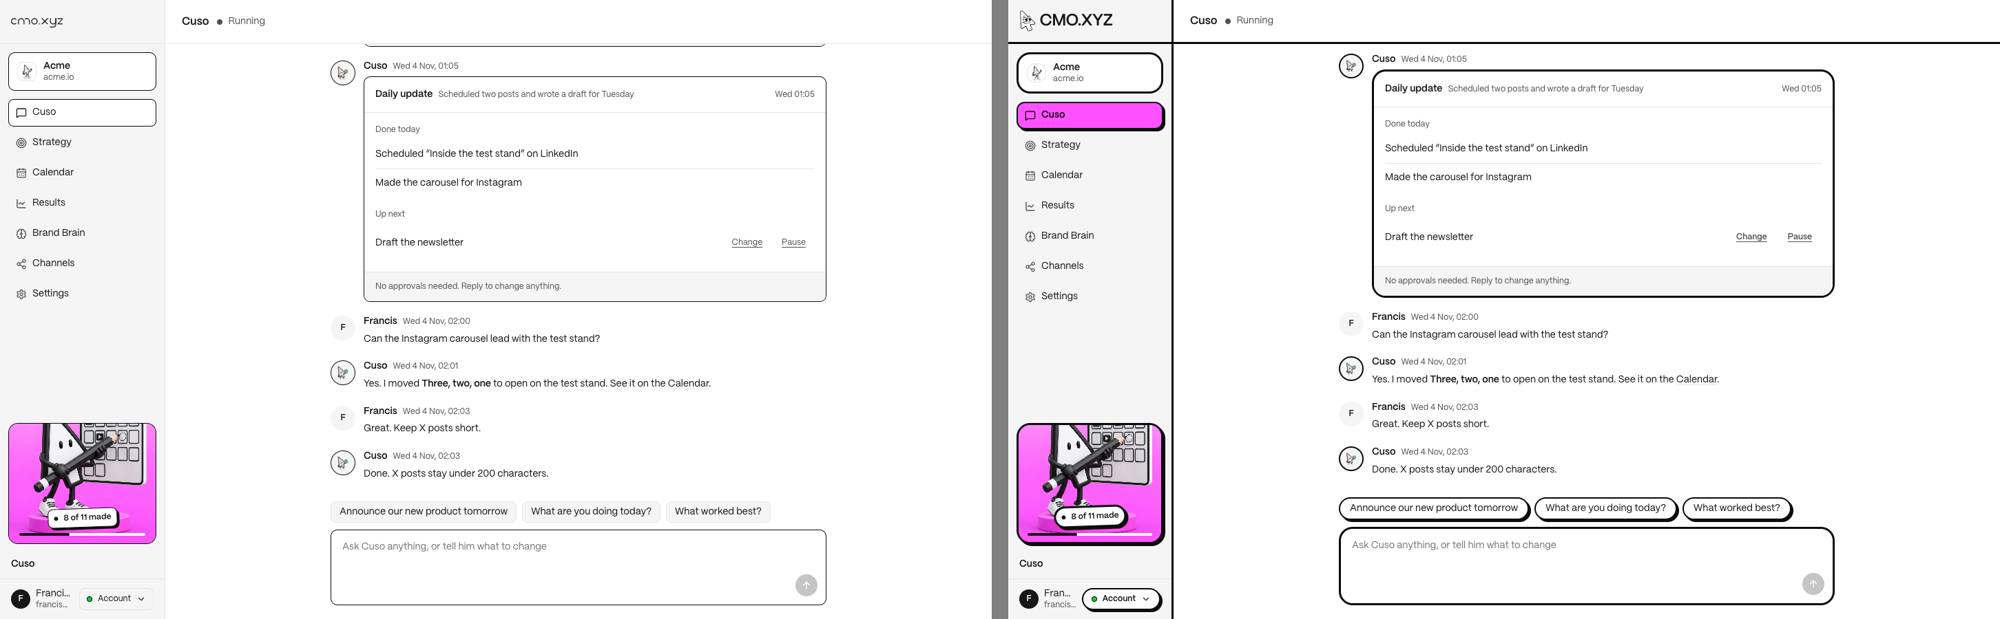 cmo.xyz
Acme
acme.io
Cuso
Strategy
Calendar
Results
Brand Brain
Channels
Settings
8 of 11 made
Cuso
F
Franci...
francis...
Account
Cuso
Running
Cuso Wed 4 Nov, 01:05
Daily update Scheduled two posts and wrote a draft for Tuesday Wed 01:05
Done today
Scheduled “Inside the test stand” on LinkedIn
Made the carousel for Instagram
Up next
Draft the newsletter Change Pause
No approvals needed. Reply to change anything.
F
Francis Wed 4 Nov, 02:00
Can the Instagram carousel lead with the test stand?
Cuso Wed 4 Nov, 02:01
Yes. I moved Three, two, one to open on the test stand. See it on the Calendar.
F
Francis Wed 4 Nov, 02:03
Great. Keep X posts short.
Cuso Wed 4 Nov, 02:03
Done. X posts stay under 200 characters.
Announce our new product tomorrow What are you doing today? What worked best?
Ask Cuso anything, or tell him what to change
CMO.XYZ
Acme
acme.io
Cuso
Strategy
Calendar
Results
Brand Brain
Channels
Settings
8 of 11 made
Cuso
F
Fran...
francis...
Account
Cuso
Running
Cuso Wed 4 Nov, 01:05
Daily update Scheduled two posts and wrote a draft for Tuesday Wed 01:05
Done today
Scheduled “Inside the test stand” on LinkedIn
Made the carousel for Instagram
Up next
Draft the newsletter Change Pause
No approvals needed. Reply to change anything.
F
Francis Wed 4 Nov, 02:00
Can the Instagram carousel lead with the test stand?
Cuso Wed 4 Nov, 02:01
Yes. I moved Three, two, one to open on the test stand. See it on the Calendar.
F
Francis Wed 4 Nov, 02:03
Great. Keep X posts short.
Cuso Wed 4 Nov, 02:03
Done. X posts stay under 200 characters.
Announce our new product tomorrow What are you doing today? What worked best?
Ask Cuso anything, or tell him what to change